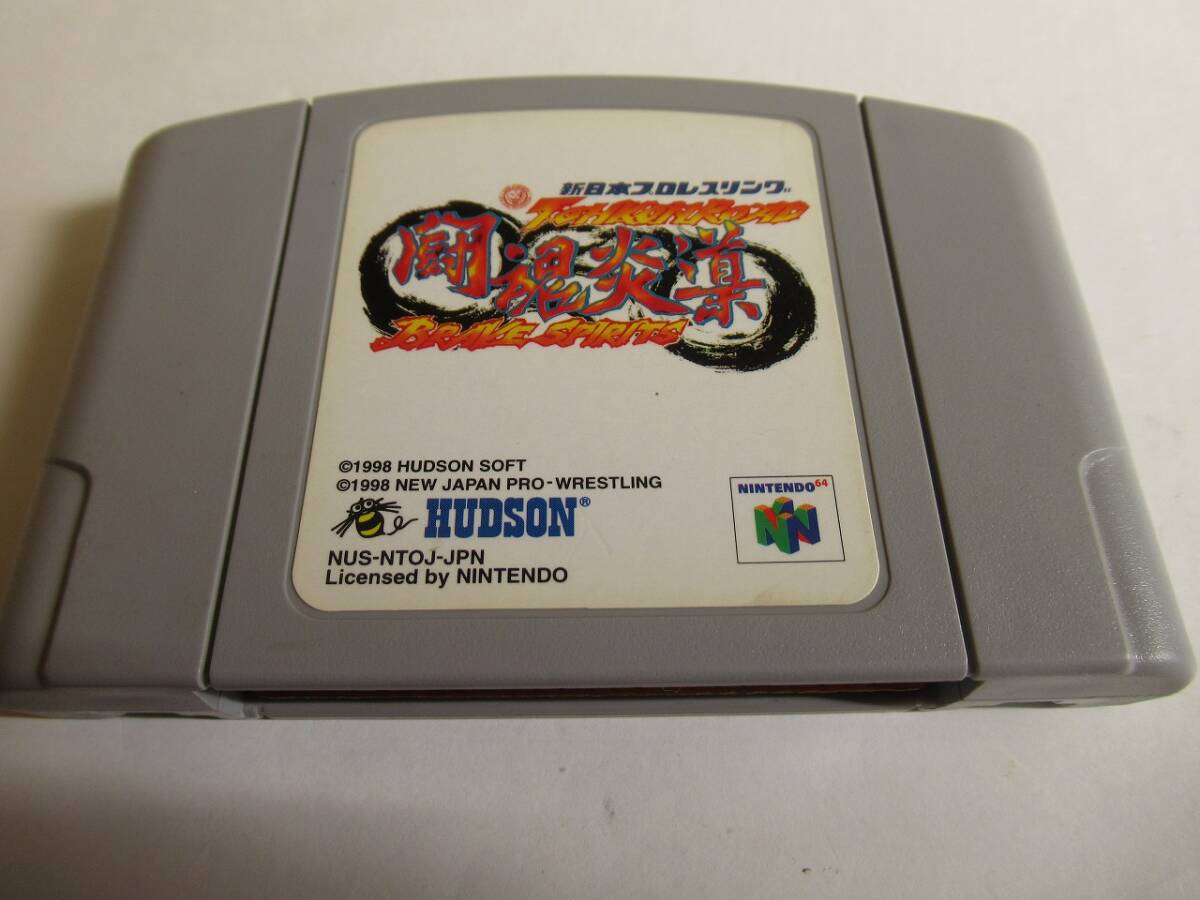 新日本プロレスリング
TOHKON ROAD
闘魂炎導
BRAVE SPIRITS
©1998 HUDSON SOFT
©1998 NEW JAPAN PRO-WRESTLING
HUDSON®
NINTENDO64
NUS-NTOJ-JPN
Licensed by NINTENDO